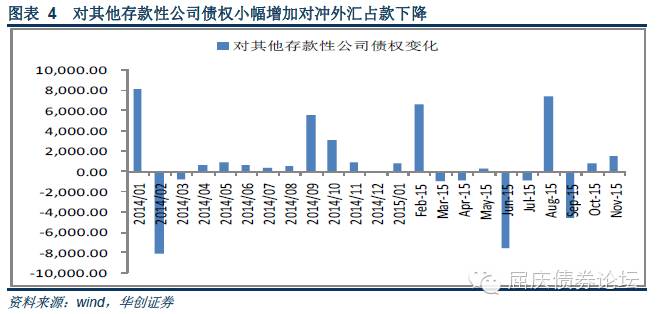 图表 4 对其他存款性公司债权小幅增加对冲外汇占款下降
对其他存款性公司债权变化
10,000.00
8,000.00
6,000.00
4,000.00
2,000.00
0.00
-2,000.00
-4,000.00
-6,000.00
-8,000.00
-10,000.00
2014/01
2014/02
2014/03
2014/04
2014/05
2014/06
2014/07
2014/08
2014/09
2014/10
2014/11
2014/12
2015/01
Feb-15
Mar-15
Apr-15
May-15
Jun-15
Jul-15
Aug-15
Sep-15
Oct-15
Nov-15
屈庆债券论坛
资料来源：wind，华创证券